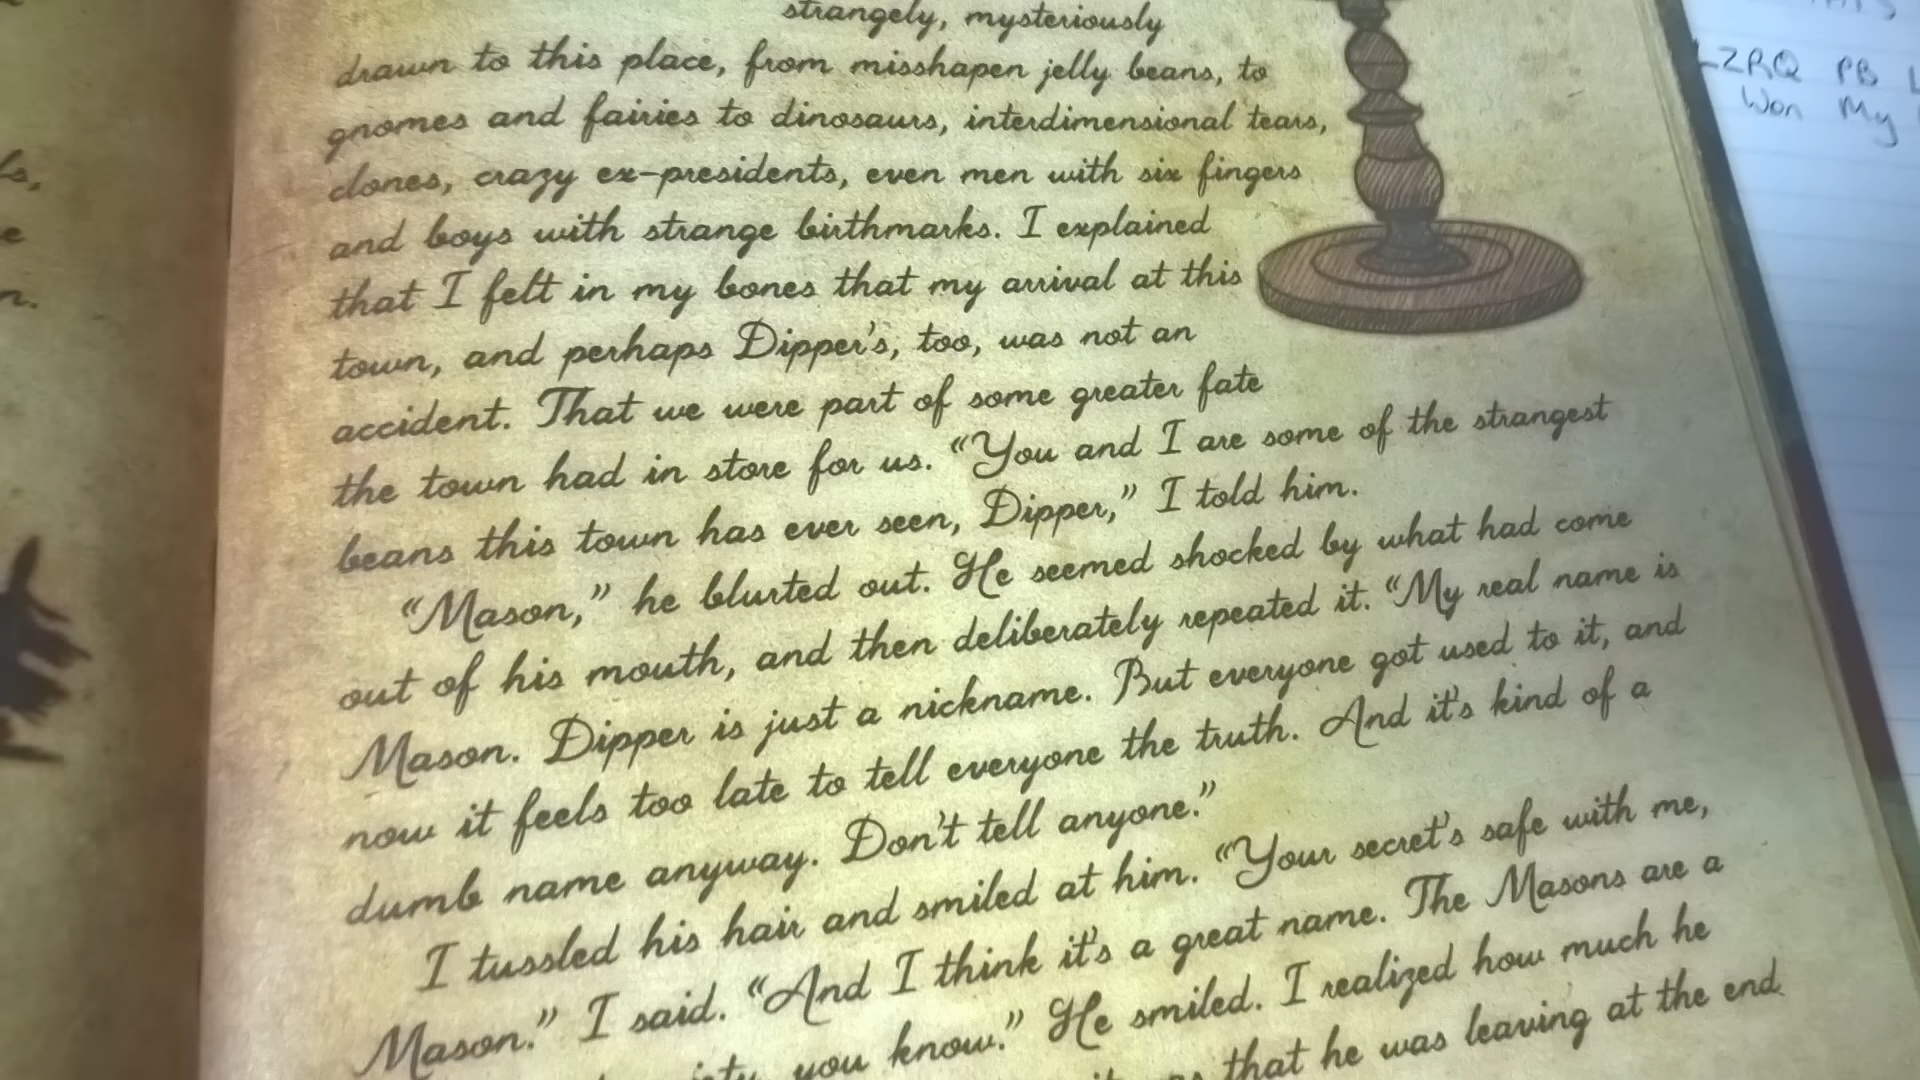 strangely, mysteriously
drawn to this place, from misshapen jelly beans, to
gnomes and fairies to dinosaurs, interdimensional tears,
clones, crazy ex-presidents, even men with six fingers
and boys with strange birthmarks. I explained
that I felt in my bones that my arrival at this
town, and perhaps Dipper's, too, was not an
accident. That we were part of some greater fate
the town had in store for us. "You and I are some of the strangest
beans this town has ever seen, Dipper," I told him.
"Mason," he blurted out. He seemed shocked by what had come
out of his mouth, and then deliberately repeated it. "My real name is
Mason. Dipper is just a nickname. But everyone got used to it, and
now it feels too late to tell everyone the truth. And it's kind of a
dumb name anyway. Don't tell anyone."
I tussled his hair and smiled at him. "Your secret's safe with me,
Mason." I said. "And I think it's a great name. The Masons are a
you know." He smiled. I realized how much he
that he was leaving at the end
LZRQ PB
Won My